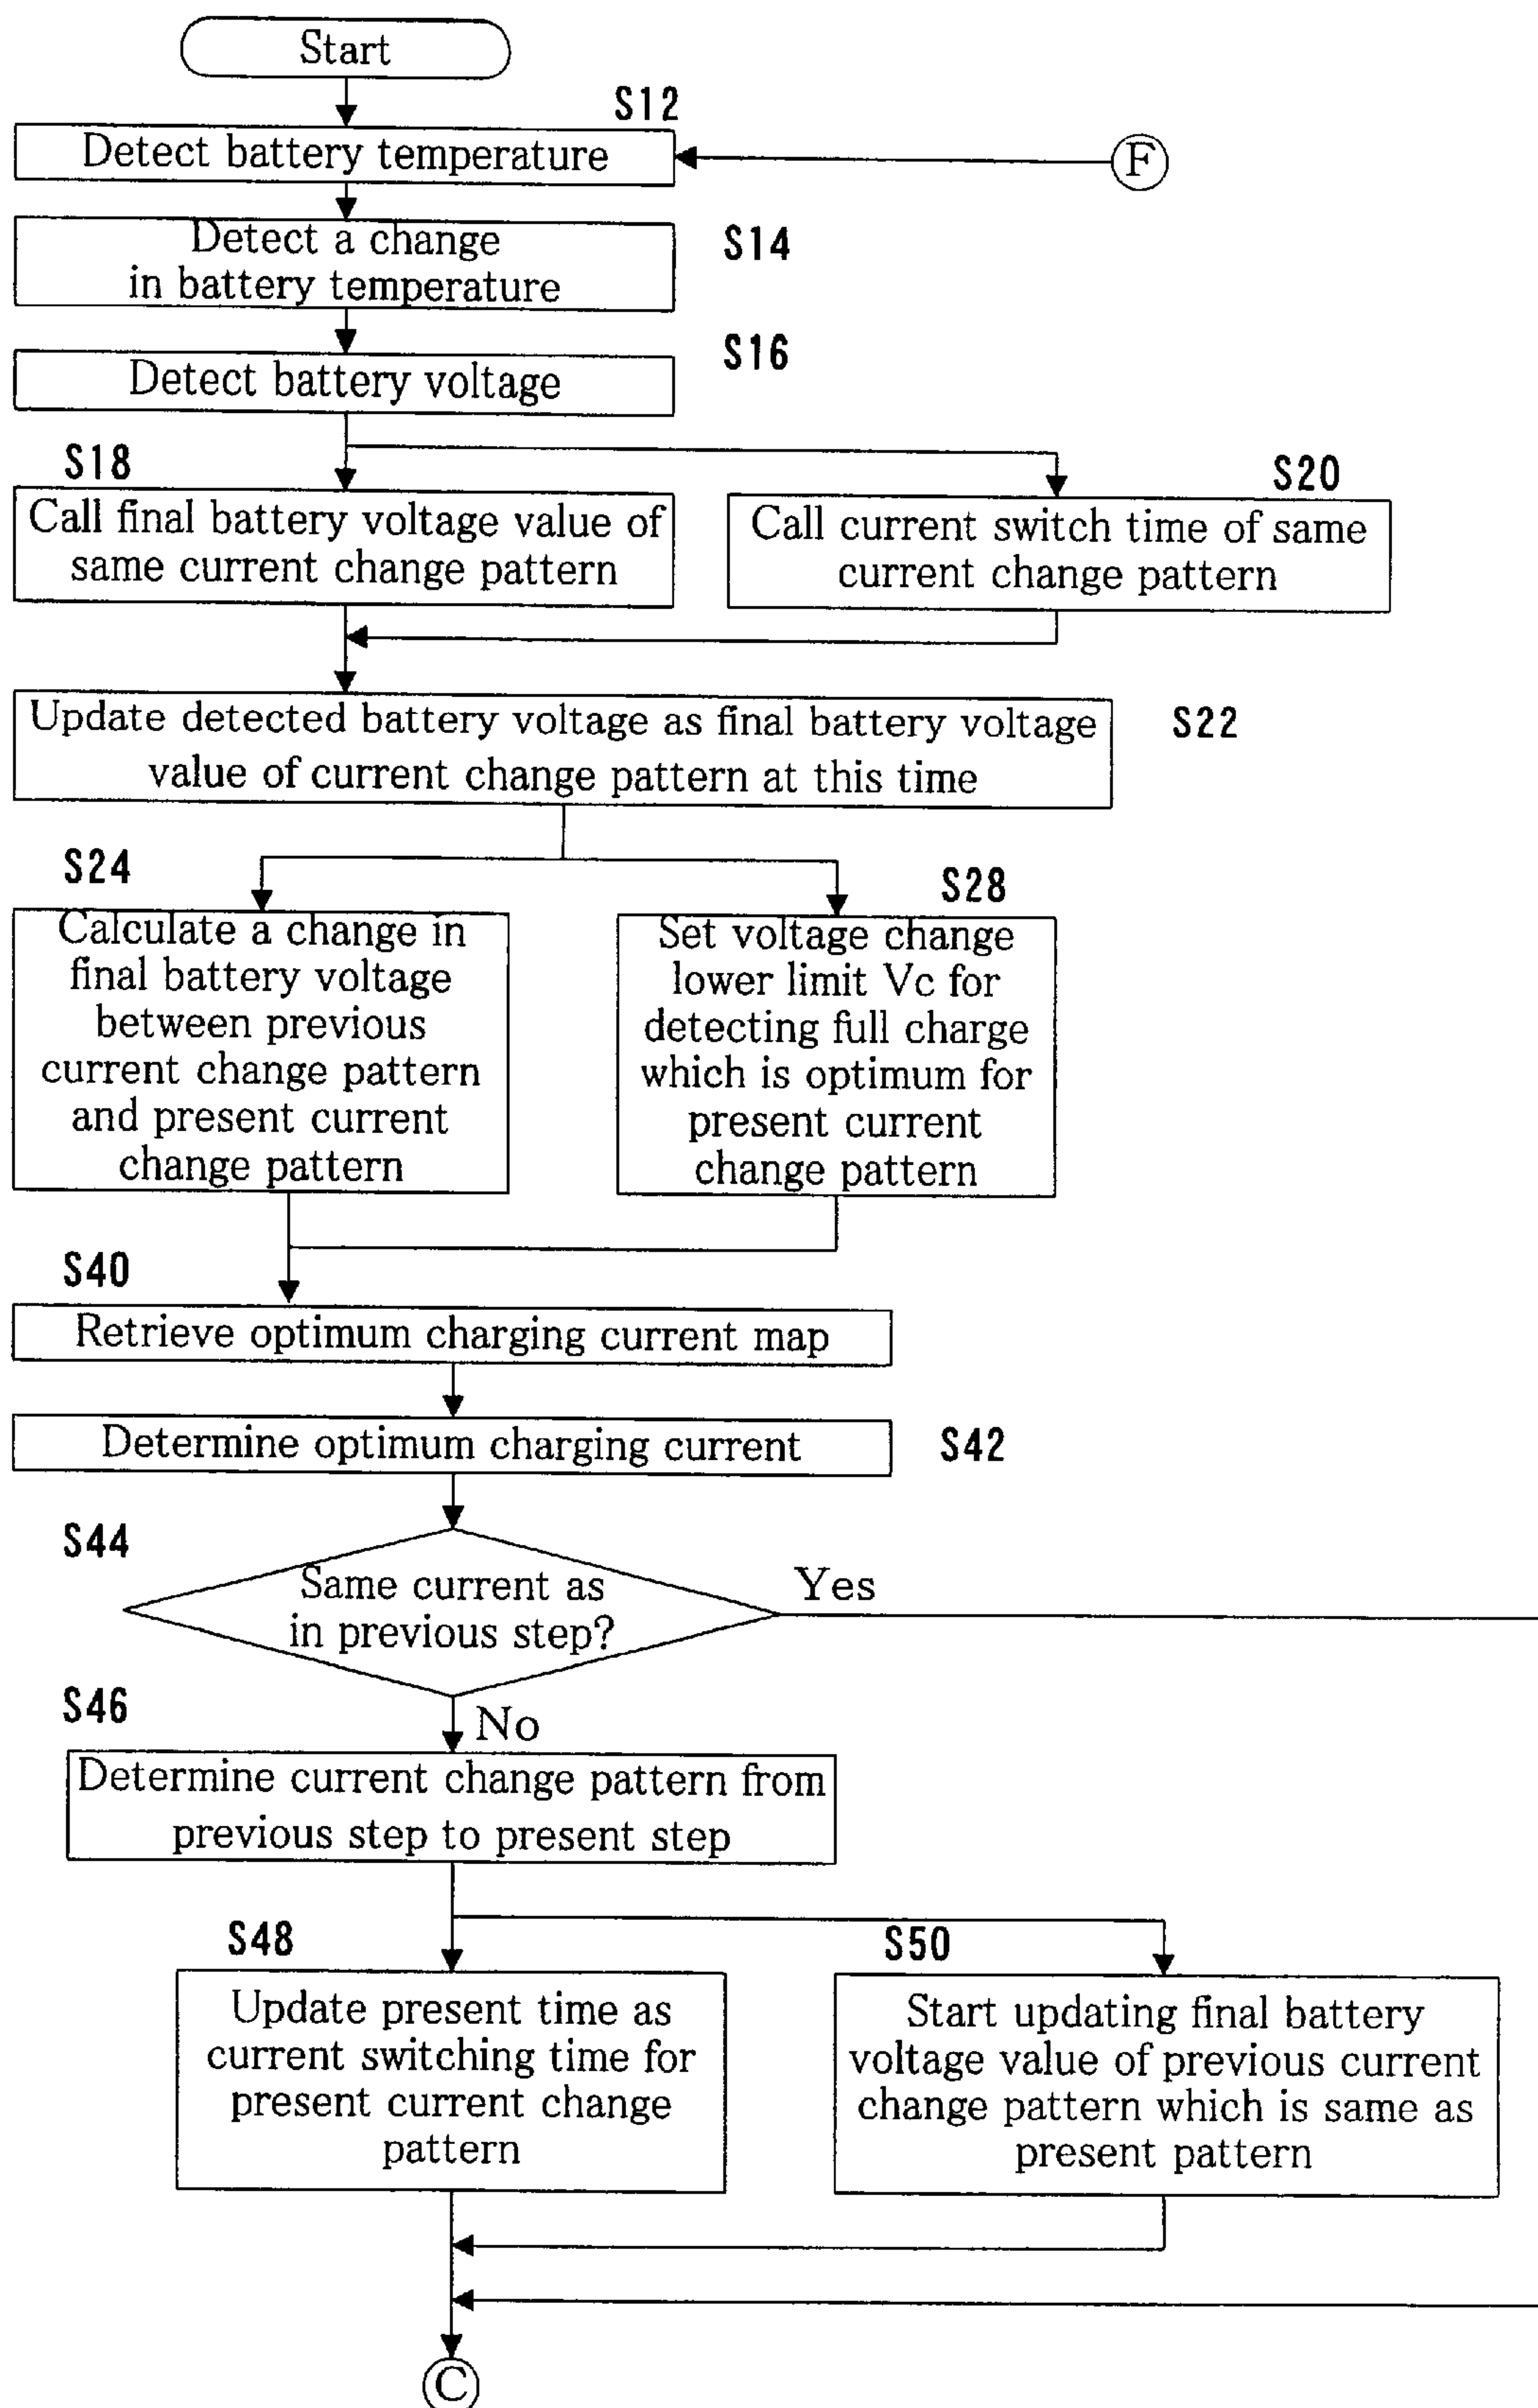 Start
S12
Detect battery temperature
F
Detect a change
in battery temperature
S14
S16
Detect battery voltage
S18
S20
Call final battery voltage value of
same current change pattern
Call current switch time of same
current change pattern
Update detected battery voltage as final battery voltage
value of current change pattern at this time
S22
S24
S28
Calculate a change in
final battery voltage
between previous
current change pattern
and present current
change pattern
Set voltage change
lower limit Vc for
detecting full charge
which is optimum for
present current
change pattern
S40
Retrieve optimum charging current map
Determine optimum charging current
S42
S44
Same current as
in previous step?
Yes
S46
No
Determine current change pattern from
previous step to present step
S48
S50
Update present time as
current switching time for
present current change
pattern
Start updating final battery
voltage value of previous current
change pattern which is same as
present pattern
C